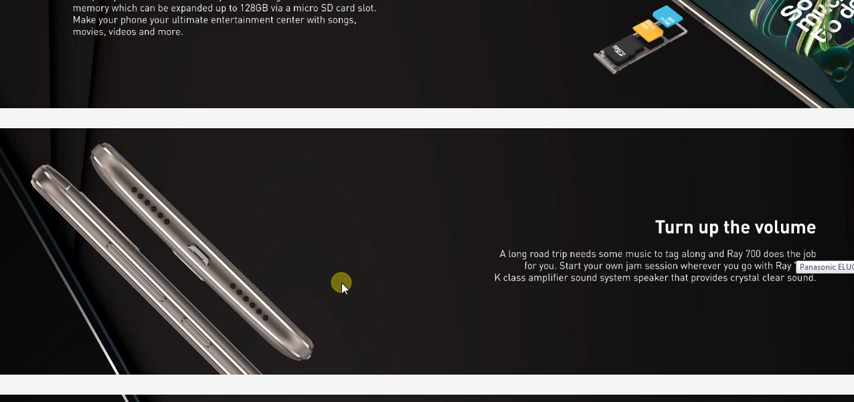 memory which can be expanded up to 128GB via a micro SD card slot.
Make your phone your ultimate entertainment center with songs,
movies, videos and more.
Turn up the volume
A long road trip needs some music to tag along and Ray 700 does the job
for you. Start your own jam session wherever you go with Ray
Panasonic ELUG
K class amplifier sound system speaker that provides crystal clear sound.